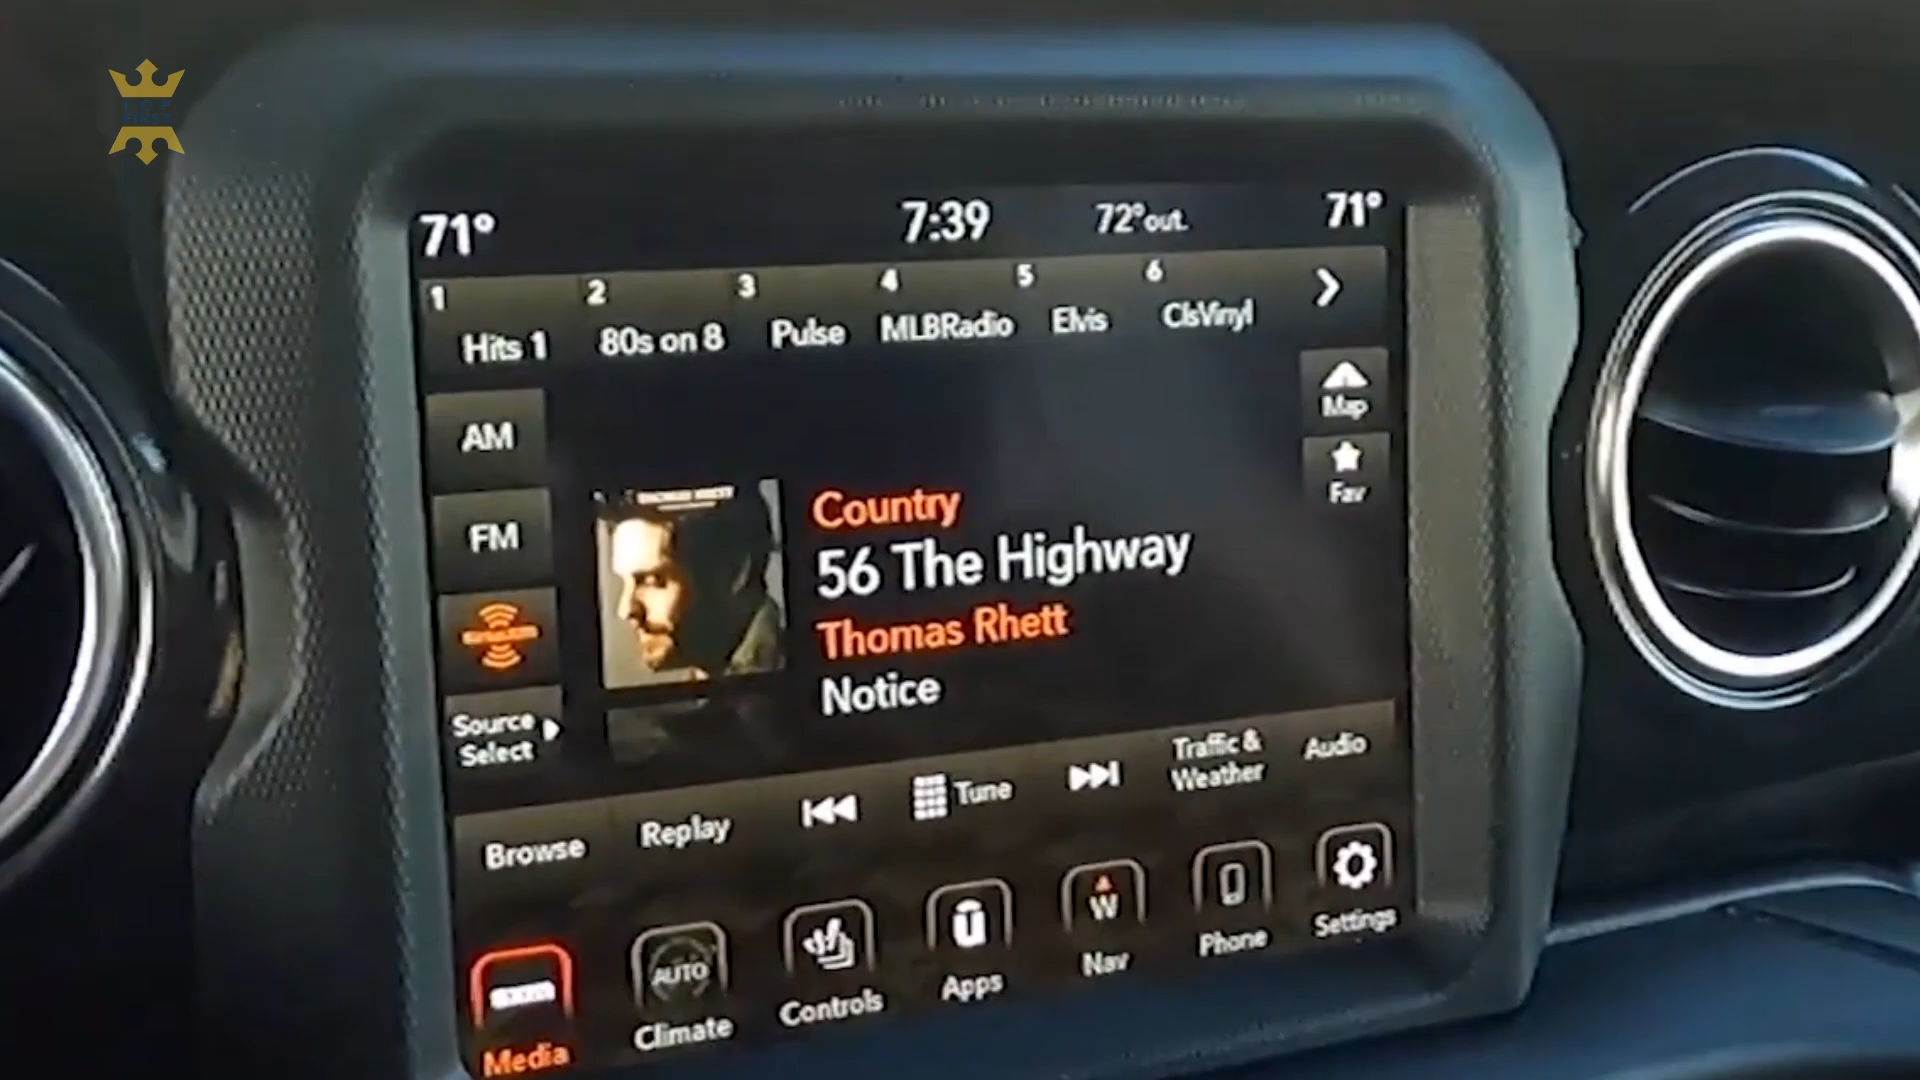 71° 7:39 72°out. 71°
1 2 3 4 5 6
Hits 1 80s on 8 Pulse MLBRadio Elvis ClsVinyl
AM
Map
Fav
FM
Country
56 The Highway
Thomas Rhett
Notice
Source
Select
Browse Replay Tune Traffic &
Weather Audio
AUTO
W
Media Climate Controls Apps Nav Phone Settings